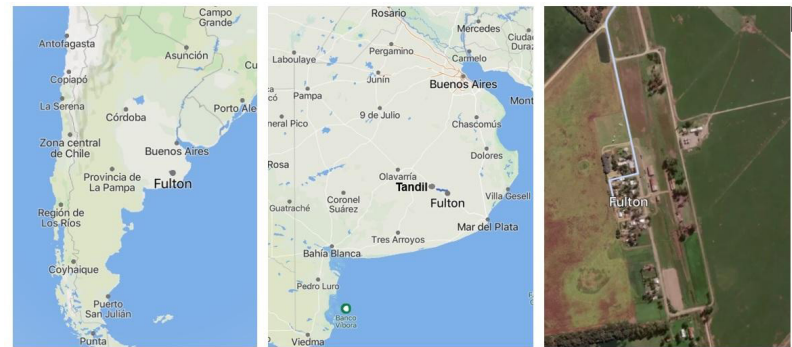 Campo
Grande
Antofagasta
Asunción
Copiapó
Cu
La Serena
Porto Ale
Córdoba
Zona central
de Chile
Buenos Aires
Provincia de
La Pampa
Fulton
Región de
Los Ríos
Coyhaique
Puerto
San Julián
Punta
Rosario
Mercedes
Ciudad
Duraz
Pergamino
Carmelo
Laboulaye
Junín
Buenos Aires
ca
có
Pampa
Mont
9 de Julio
neral Pico
Chascomús
Dolores
Rosa
Olavarría
Tandil
Fulton
Villa Gesell
Coronel
Suárez
Guatraché
Mar del Plata
Tres Arroyos
Bahía Blanca
Pedro Luro
Banco
Víbora
Viedma
Fulton